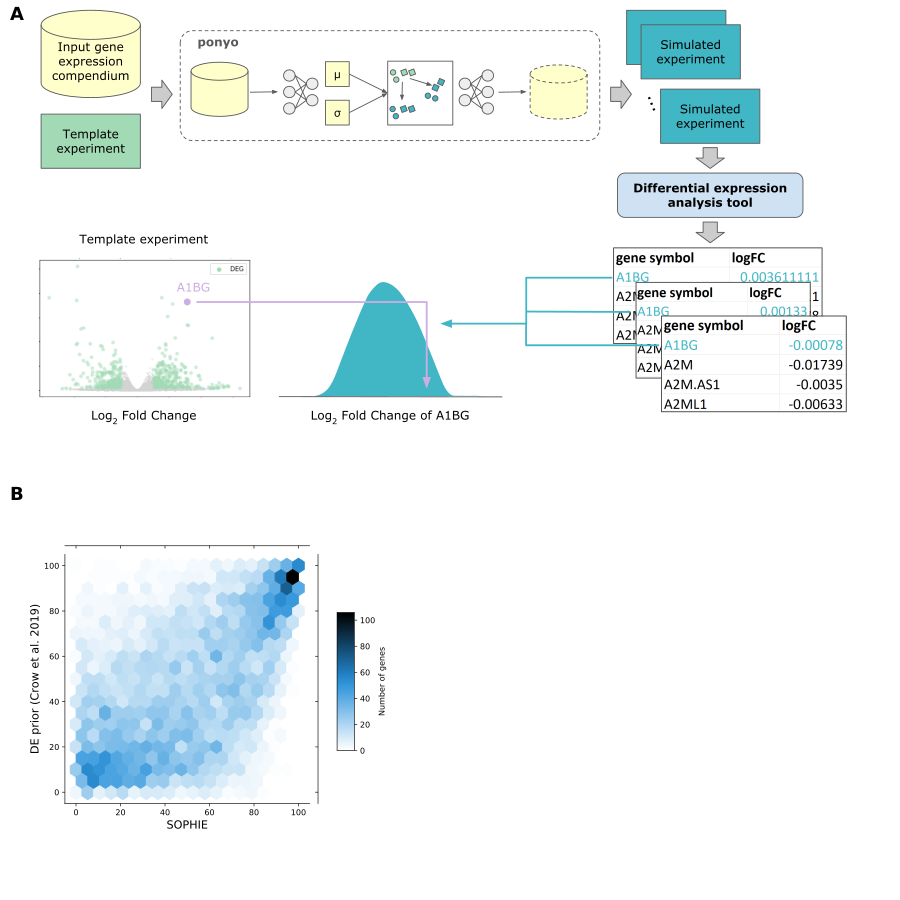 A
Input gene
expression
compendium
Template
experiment
ponyo
μ
σ
Simulated
experiment
Simulated
experiment
Differential expression
analysis tool
Template experiment
DEG
A1BG
Log2 Fold Change
Log2 Fold Change of A1BG
gene symbol logFC
A1BG 0.003611111
gene symbol logFC
A1BG
gene symbol logFC
A1BG -0.00078
A2M -0.01739
A2M.AS1 -0.0035
A2ML1 -0.00633
B
DE prior (Crow et al. 2019)
100
80
60
40
20
0
0 20 40 60 80 100
SOPHIE
100
80
60
40
20
0
Number of genes